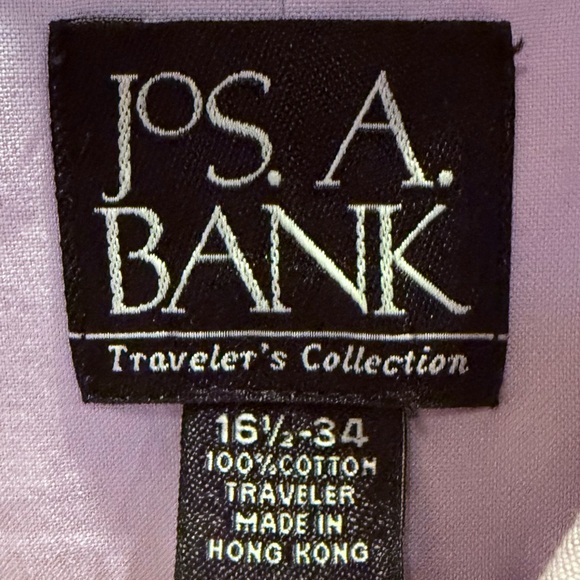 JOS. A.
BANK
Traveler's Collection
16½-34
100%COTTON
TRAVELER
MADE IN
HONG KONG